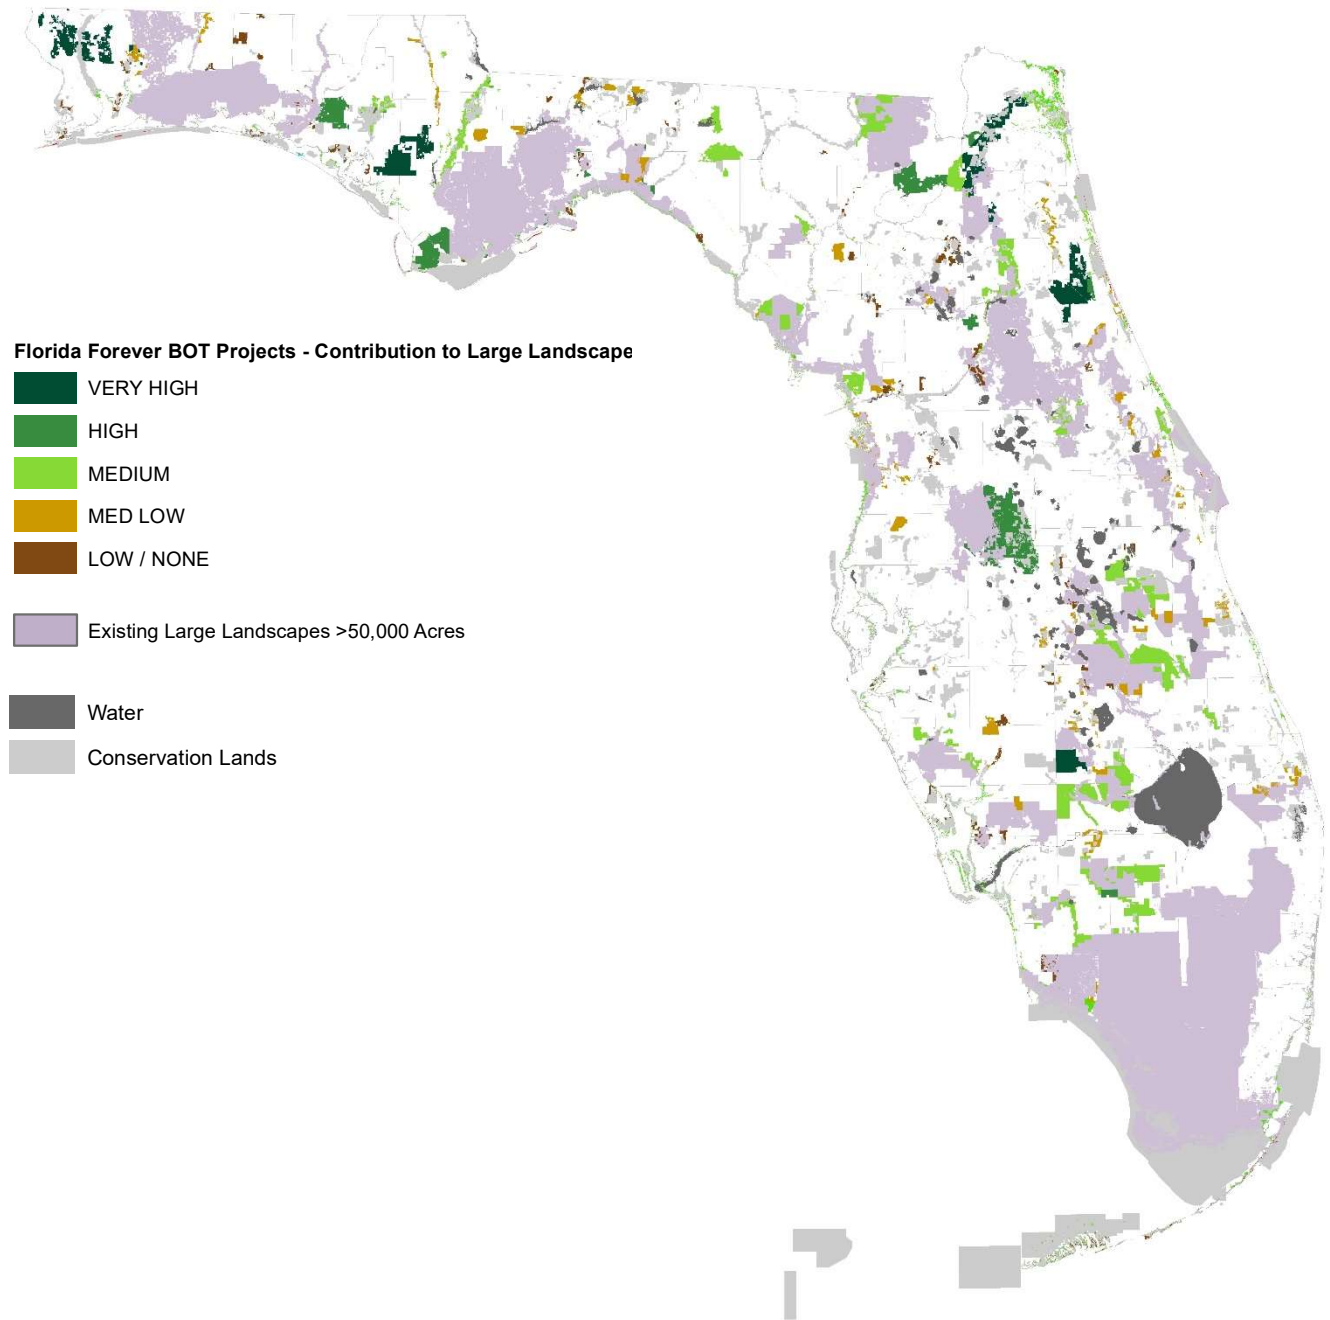 Florida Forever BOT Projects - Contribution to Large Landscape
VERY HIGH
HIGH
MEDIUM
MED LOW
LOW / NONE
Existing Large Landscapes >50,000 Acres
Water
Conservation Lands